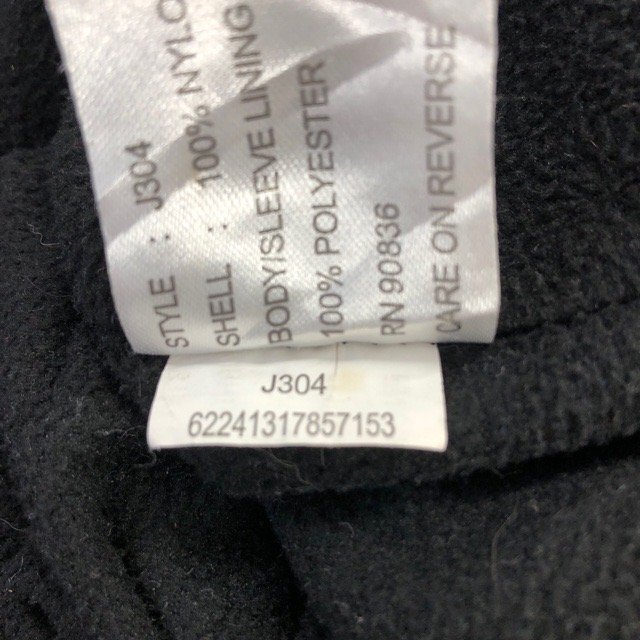 STYLE : J304
SHELL : 100% NYLO
BODY/SLEEVE LINING
100% POLYESTER
RN 90836
CARE ON REVERSE
J304
62241317857153